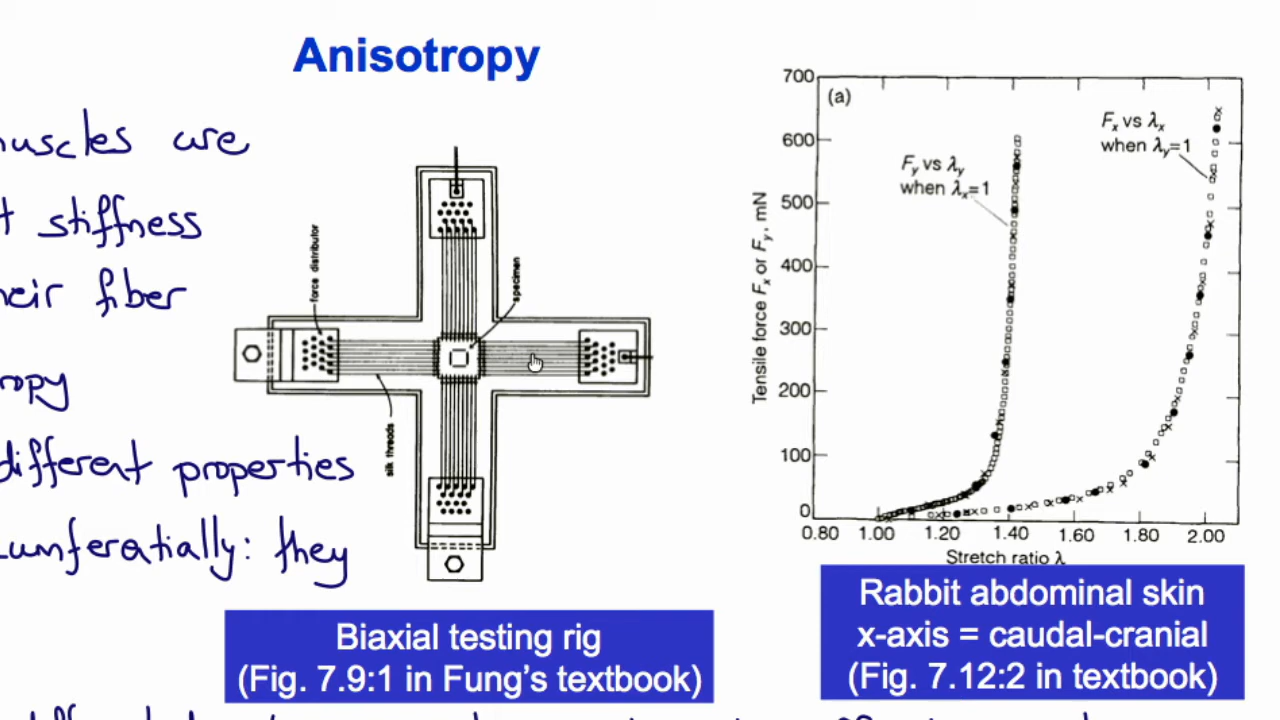 Anisotropy
are
stiffness
fiber
different properties
they
force distributor
specimen
silk threads
Biaxial testing rig
(Fig. 7.9:1 in Fung's textbook)
700
600
500
400
300
200
100
0
(a)
Fy vs λy
when λx=1
Fx vs λx
when λy=1
Tensile force Fx or Fy, mN
0.80 1.00 1.20 1.40 1.60 1.80 2.00
Stretch ratio λ
Rabbit abdominal skin
x-axis = caudal-cranial
(Fig. 7.12:2 in textbook)